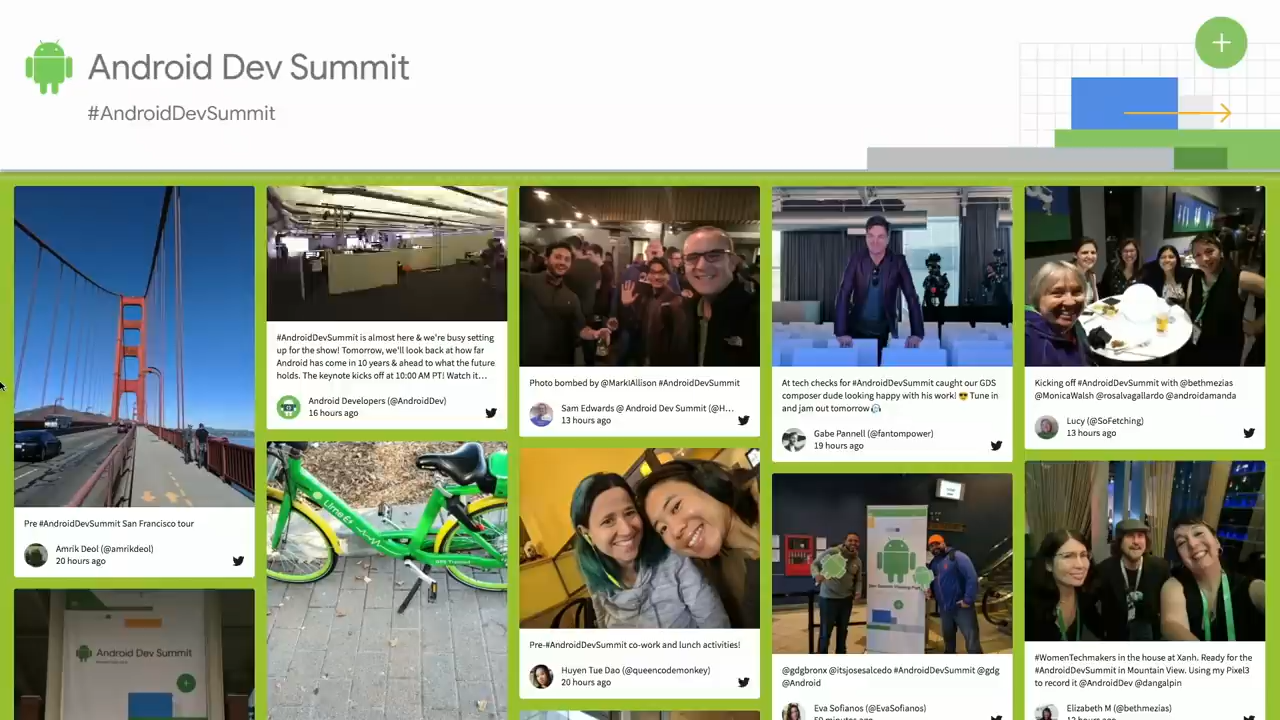 Android Dev Summit
#AndroidDevSummit
Pre #AndroidDevSummit San Francisco tour
Amrik Deol (@amrikdeol)
20 hours ago
Android Dev Summit
#AndroidDevSummit is almost here & we're busy setting
up for the show! Tomorrow, we'll look back at how far
Android has come in 10 years & ahead to what the future
holds. The keynote kicks off at 10:00 AM PT! Watch it…
Android Developers (@AndroidDev)
16 hours ago
Lime-E
Photo bombed by @MarkIAllison #AndroidDevSummit
Sam Edwards @ Android Dev Summit (@H…
13 hours ago
Pre-#AndroidDevSummit co-work and lunch activities!
Huyen Tue Dao (@queencodemonkey)
20 hours ago
At tech checks for #AndroidDevSummit caught our GDS
composer dude looking happy with his work! 😎 Tune in
and jam out tomorrow 🎧
Gabe Pannell (@fantompower)
19 hours ago
@gdgbronx @itsjosesalcedo #AndroidDevSummit @gdg
@Android
Eva Sofianos (@EvaSofianos)
50 minutes ago
Kicking off #AndroidDevSummit with @bethmezias
@MonicaWalsh @rosalvagallardo @androidamanda
Lucy (@SoFetching)
13 hours ago
#WomenTechmakers in the house at Xanh. Ready for the
#AndroidDevSummit in Mountain View. Using my Pixel3
to record it @AndroidDev @dangalpin
Elizabeth M (@bethmezias)
12 hours ago